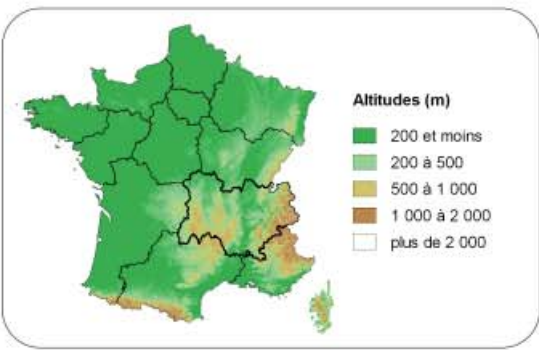 Altitudes (m)
200 et moins
200 à 500
500 à 1 000
1 000 à 2 000
plus de 2 000